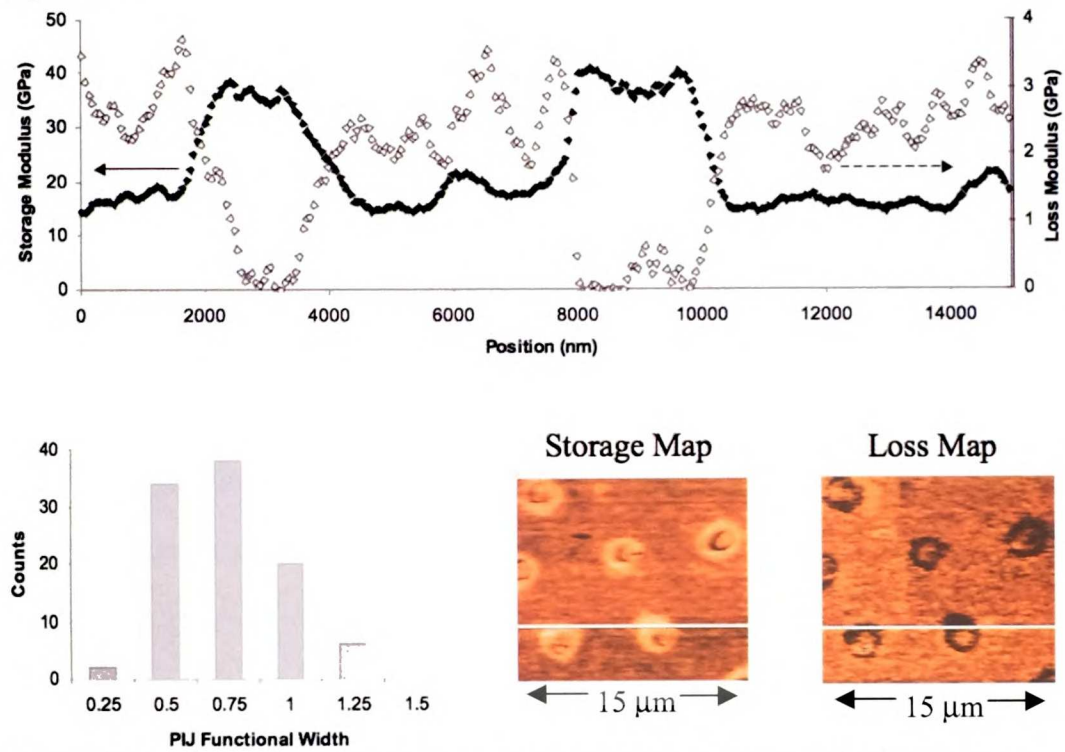 50
40
30
20
10
0
Storage Modulus (GPa)
4
3
2
1
0
Loss Modulus (GPa)
0 2000 4000 6000 8000 10000 12000 14000
Position (nm)
40
30
20
10
0
Counts
0.25 0.5 0.75 1 1.25 1.5
PIJ Functional Width
Storage Map
15 μm
Loss Map
15 μm